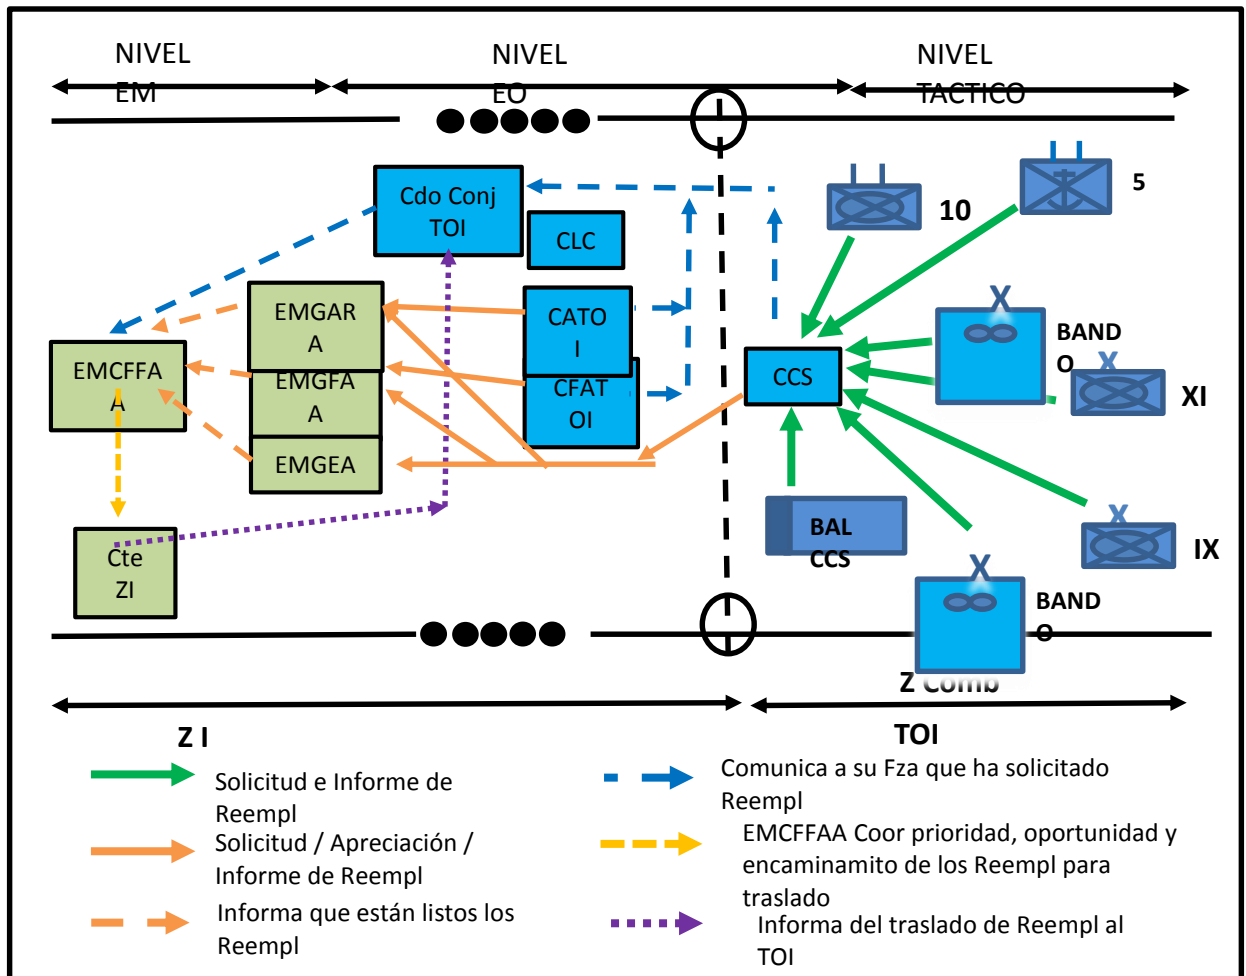 NIVEL
EM
NIVEL
EO
NIVEL
TACTICO
Cdo Conj
TOI
CLC
10
5
EMGAR
A
CATO
I
BAND
O
EMCFFA
A
EMGFA
A
CFAT
OI
CCS
XI
EMGEA
BAL
CCS
IX
Cte
ZI
BAND
O
Z Comb
Z I
TOI
Solicitud e Informe de
Reempl
Comunica a su Fza que ha solicitado
Reempl
Solicitud / Apreciación /
Informe de Reempl
EMCFFAA Coor prioridad, oportunidad y
encaminamito de los Reempl para
traslado
Informa que están listos los
Reempl
Informa del traslado de Reempl al
TOI